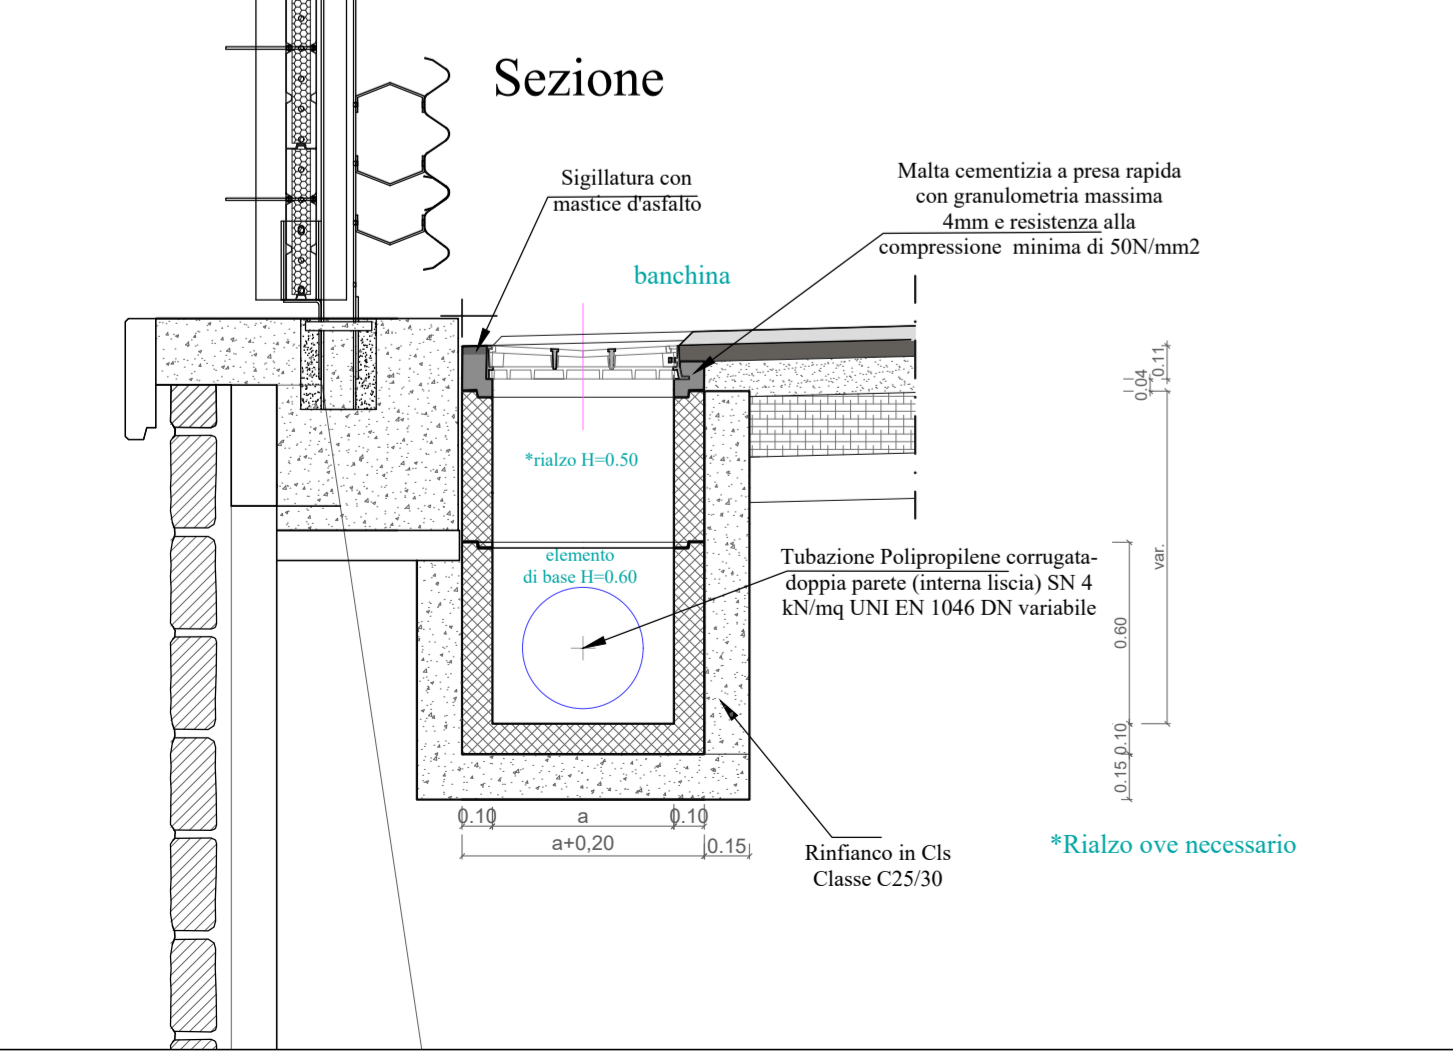 Sezione
Sigillatura con
mastice d'asfalto
Malta cementizia a presa rapida
con granulometria massima
4mm e resistenza alla
compressione minima di 50N/mm2
banchina
0.11
0.04
*rialzo H=0.50
elemento
di base H=0.60
Tubazione Polipropilene corrugata-
doppia parete (interna liscia) SN 4
kN/mq UNI EN 1046 DN variabile
var.
0.60
0.10
0.15
0.10
a
0.10
a+0,20
0.15
Rinfianco in Cls
Classe C25/30
*Rialzo ove necessario